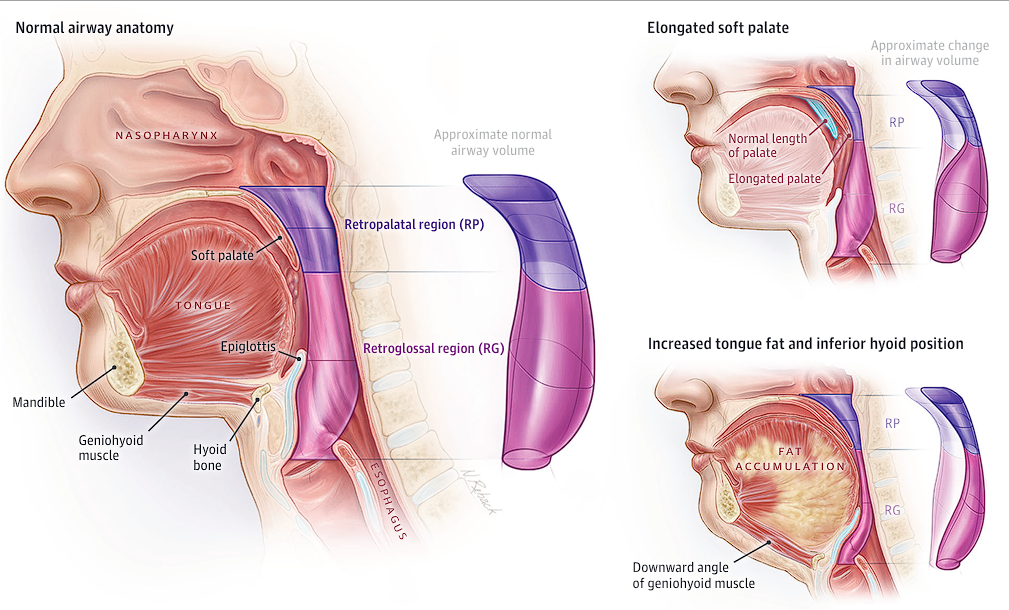 Normal airway anatomy
NASOPHARYNX
Approximate normal
airway volume
Retropalatal region (RP)
Soft palate
TONGUE
Epiglottis
Retroglossal region (RG)
Mandible
Geniohyoid
muscle
Hyoid
bone
ESOPHAGUS
Elongated soft palate
Approximate change
in airway volume
RP
Normal length
of palate
Elongated palate
RG
Increased tongue fat and inferior hyoid position
RP
FAT
ACCUMULATION
RG
Downward angle
of geniohyoid muscle